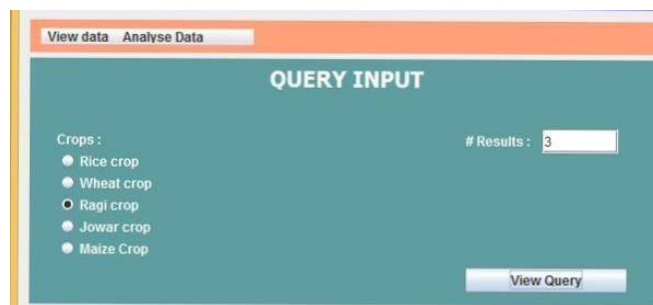 View data Analyse Data
QUERY INPUT
Crops :
# Results : 3
Rice crop
Wheat crop
Ragi crop
Jowar crop
Maize Crop
View Query